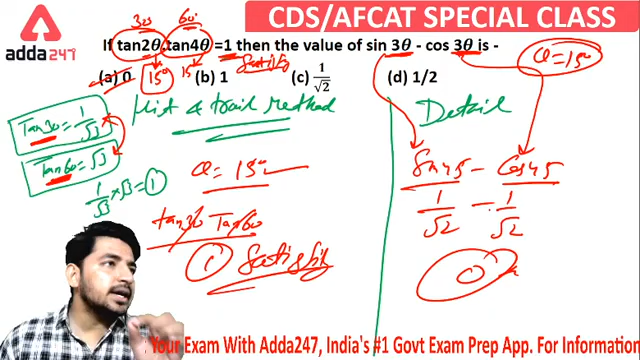 CDS/AFCAT SPECIAL CLASS
adda247
30 60°
If tan2θ.tan4θ =1 then the value of sin 3θ - cos 3θ is -
θ=15°
15° 15° Satisfy
(a) 0 (b) 1 (c) 1/√2 (d) 1/2
Hit & trail method
Detail
Tan30 = 1/√3
Tan60 = √3
1/√3 × √3 = 1
θ = 15°
tan30 Tan60
1 Satisfy
Sin45 - Cos45
1/√2 - 1/√2
0
Your Exam With Adda247, India's #1 Govt Exam Prep App. For Information